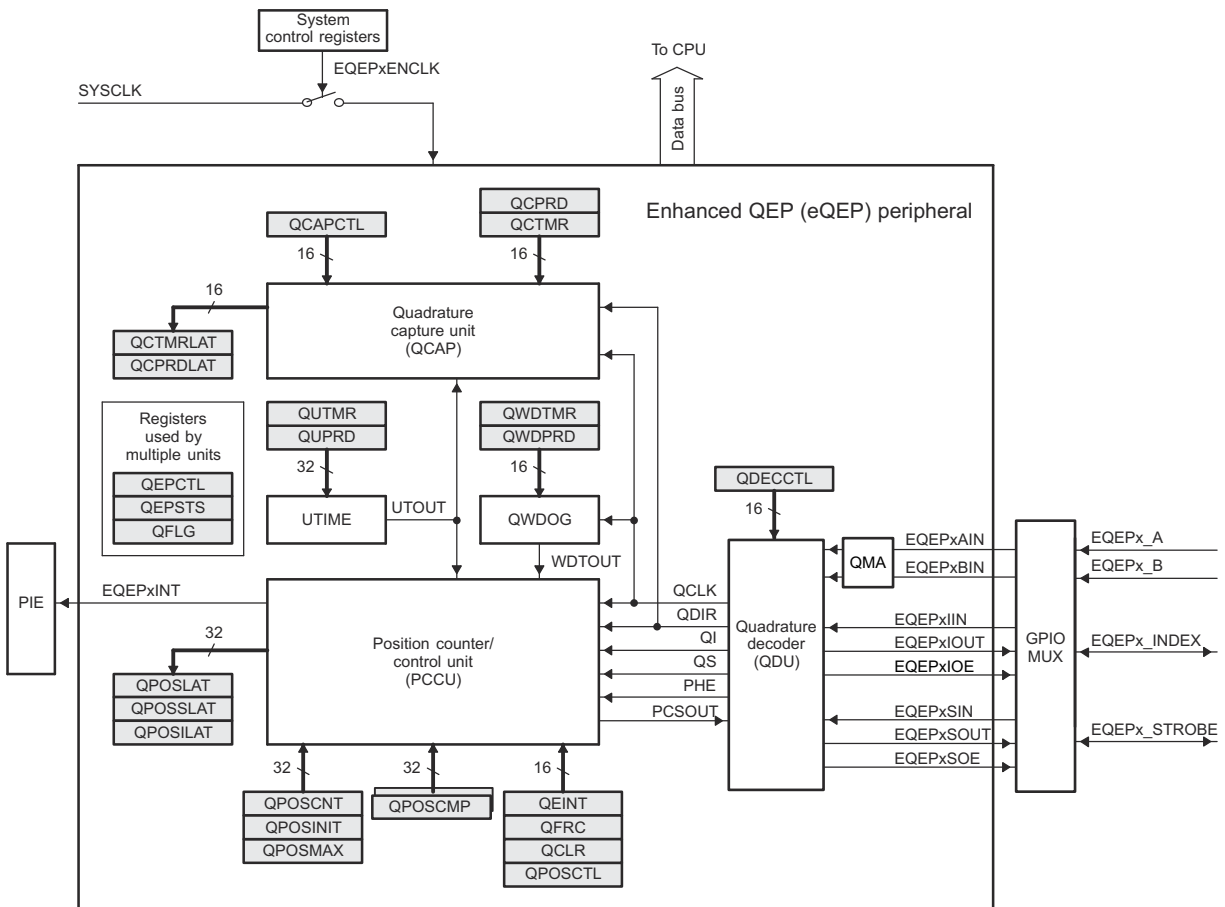 System
control registers
To CPU
EQEPxENCLK
SYSCLK
Data bus
Enhanced QEP (eQEP) peripheral
QCPRD
QCAPCTL
QCTMR
16
16
16
Quadrature
capture unit
(QCAP)
QCTMRLAT
QCPRDLAT
Registers
used by
multiple units
QEPCTL
QEPSTS
QFLG
QUTMR
QUPRD
32
QWDTMR
QWDPRD
16
UTIME
UTOUT
QWDOG
WDTOUT
QDECCTL
16
EQEPxAIN
EQEPxBIN
QMA
EQEPx_A
EQEPx_B
PIE
EQEPxINT
QCLK
QDIR
QI
QS
PHE
PCSOUT
Position counter/
control unit
(PCCU)
Quadrature
decoder
(QDU)
EQEPxIIN
EQEPxIOUT
EQEPxIOE
EQEPxSIN
EQEPxSOUT
EQEPxSOE
GPIO
MUX
EQEPx_INDEX
EQEPx_STROBE
32
QPOSLAT
QPOSSLAT
QPOSILAT
32
32
16
QPOSCNT
QPOSINIT
QPOSMAX
QPOSCMP
QEINT
QFRC
QCLR
QPOSCTL